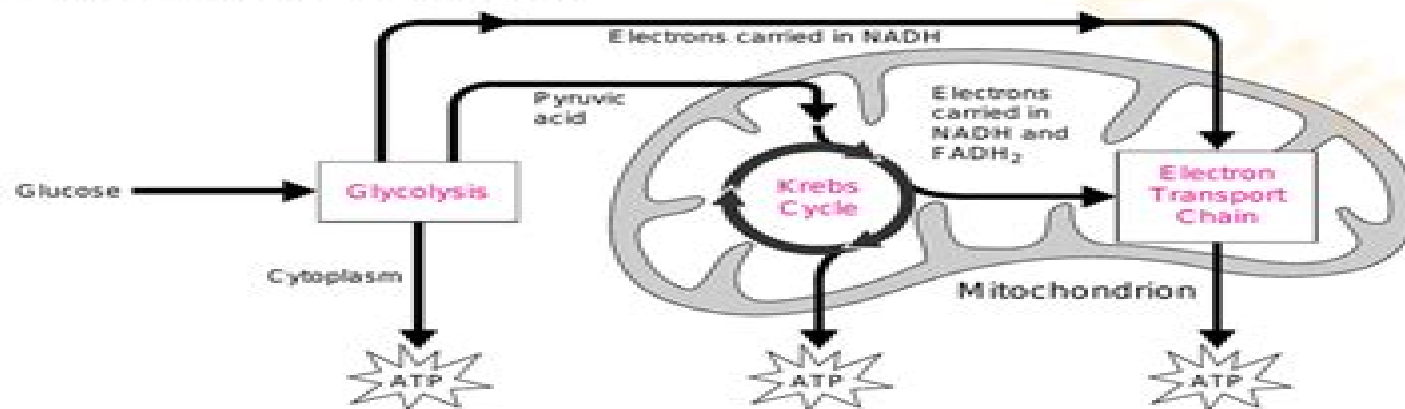 Electrons carried in NADH
Pyruvic
acid
Electrons
carried in
NADH and
FADH₂
Glucose
Glycolysis
Krebs
Cycle
Electron
Transport
Chain
Cytoplasm
Mitochondrion
ATP
ATP
ATP